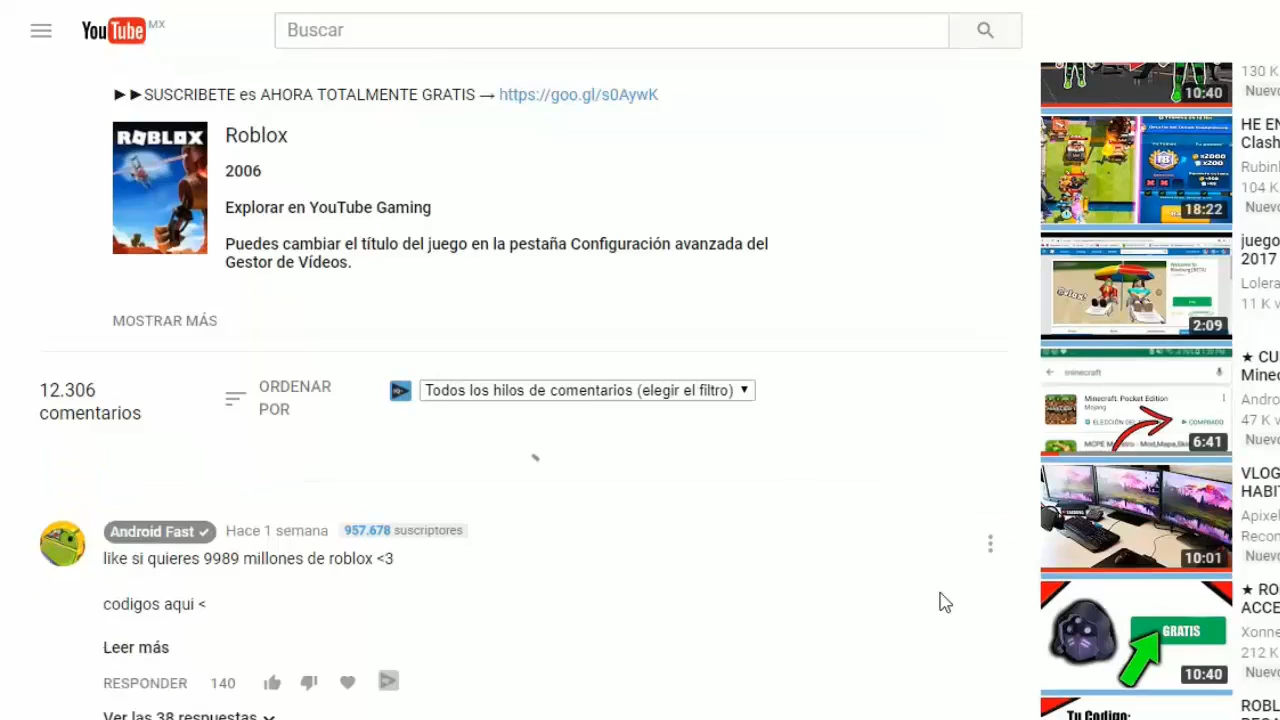 YouTube MX
Buscar
►►SUSCRIBETE es AHORA TOTALMENTE GRATIS → https://goo.gl/s0AywK
ROBLOX
Roblox
2006
Explorar en YouTube Gaming
Puedes cambiar el título del juego en la pestaña Configuración avanzada del
Gestor de Vídeos.
MOSTRAR MÁS
12.306
comentarios
ORDENAR
POR
Todos los hilos de comentarios (elegir el filtro)
Android Fast Hace 1 semana 957.678 suscriptores
like si quieres 9989 millones de roblox <3
codigos aqui <
Leer más
RESPONDER 140
Ver las 38 respuestas
10:40
130 K
Nuevo
18:22
HE EN
Clash
Rubin
104 K
Nuevo
2:09
juego
2017
Lolera
11 K v
minecraft
Minecraft: Pocket Edition
Mojang
COMPRADO
6:41
★ CU
Minec
Andro
47 K v
Nuevo
10:01
VLOG
HABIT
Apixel
Recon
Nuevo
GRATIS
10:40
★ RO
ACCE
Xonne
212 K
Nuevo
Tu Codigo:
ROBL